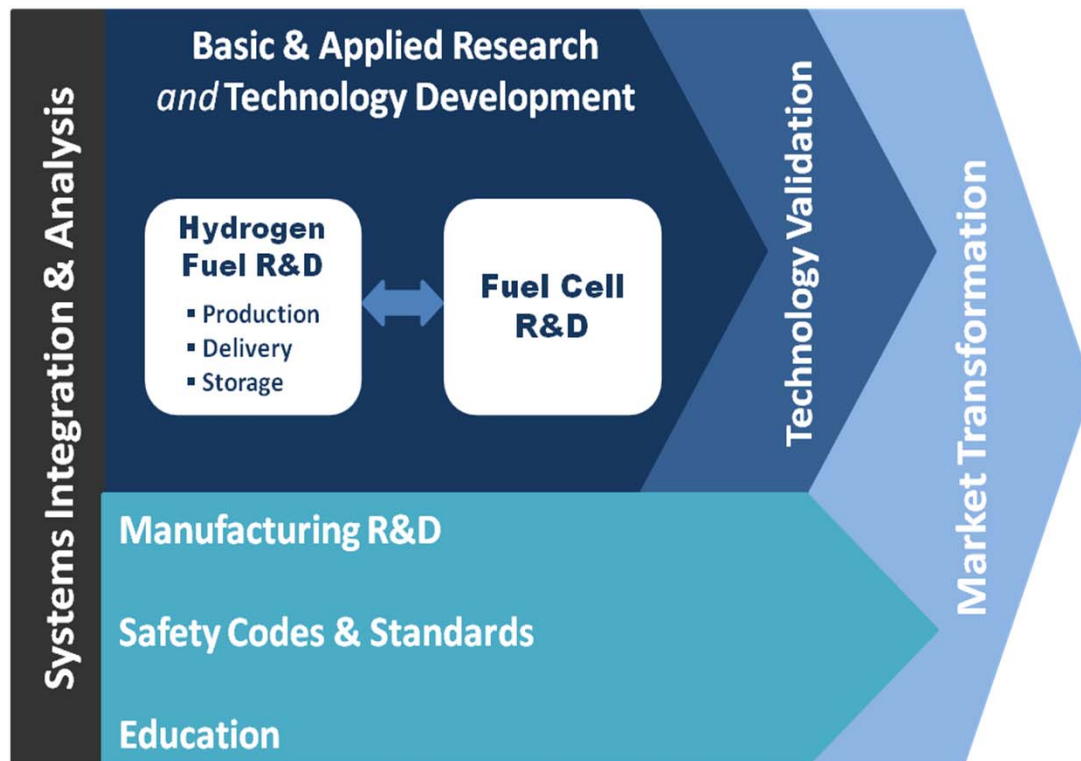 Systems Integration & Analysis
Basic & Applied Research
and Technology Development
Hydrogen
Fuel R&D
▪ Production
▪ Delivery
▪ Storage
Fuel Cell
R&D
Technology Validation
Market Transformation
Manufacturing R&D
Safety Codes & Standards
Education